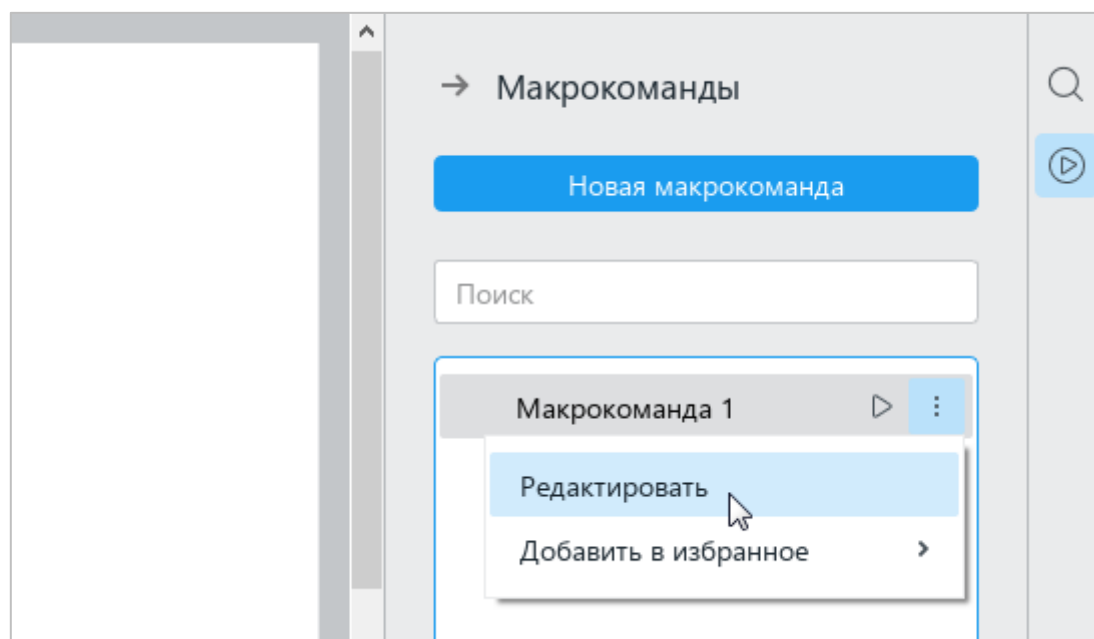 Макрокоманды
Новая макрокоманда
Поиск
Макрокоманда 1
Редактировать
Добавить в избранное